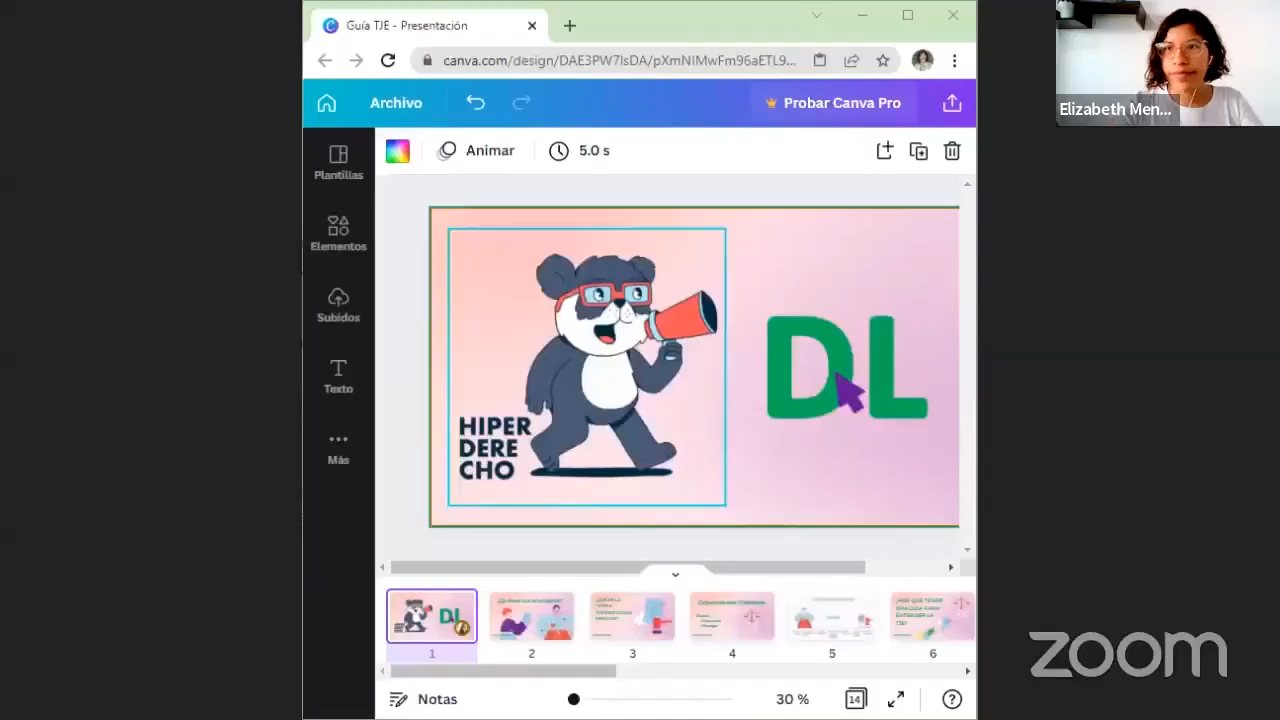 Guía TJE - Presentación
canva.com/design/DAE3PW7lsDA/pXmNIMwFm96aETL9...
Elizabeth Men...
Archivo
Probar Canva Pro
Animar
5.0 s
Plantillas
Elementos
Subidos
Texto
Más
HIPER
DERE
CHO
DL
DL
1
2
3
4
5
6
Notas
30 %
14
zoom